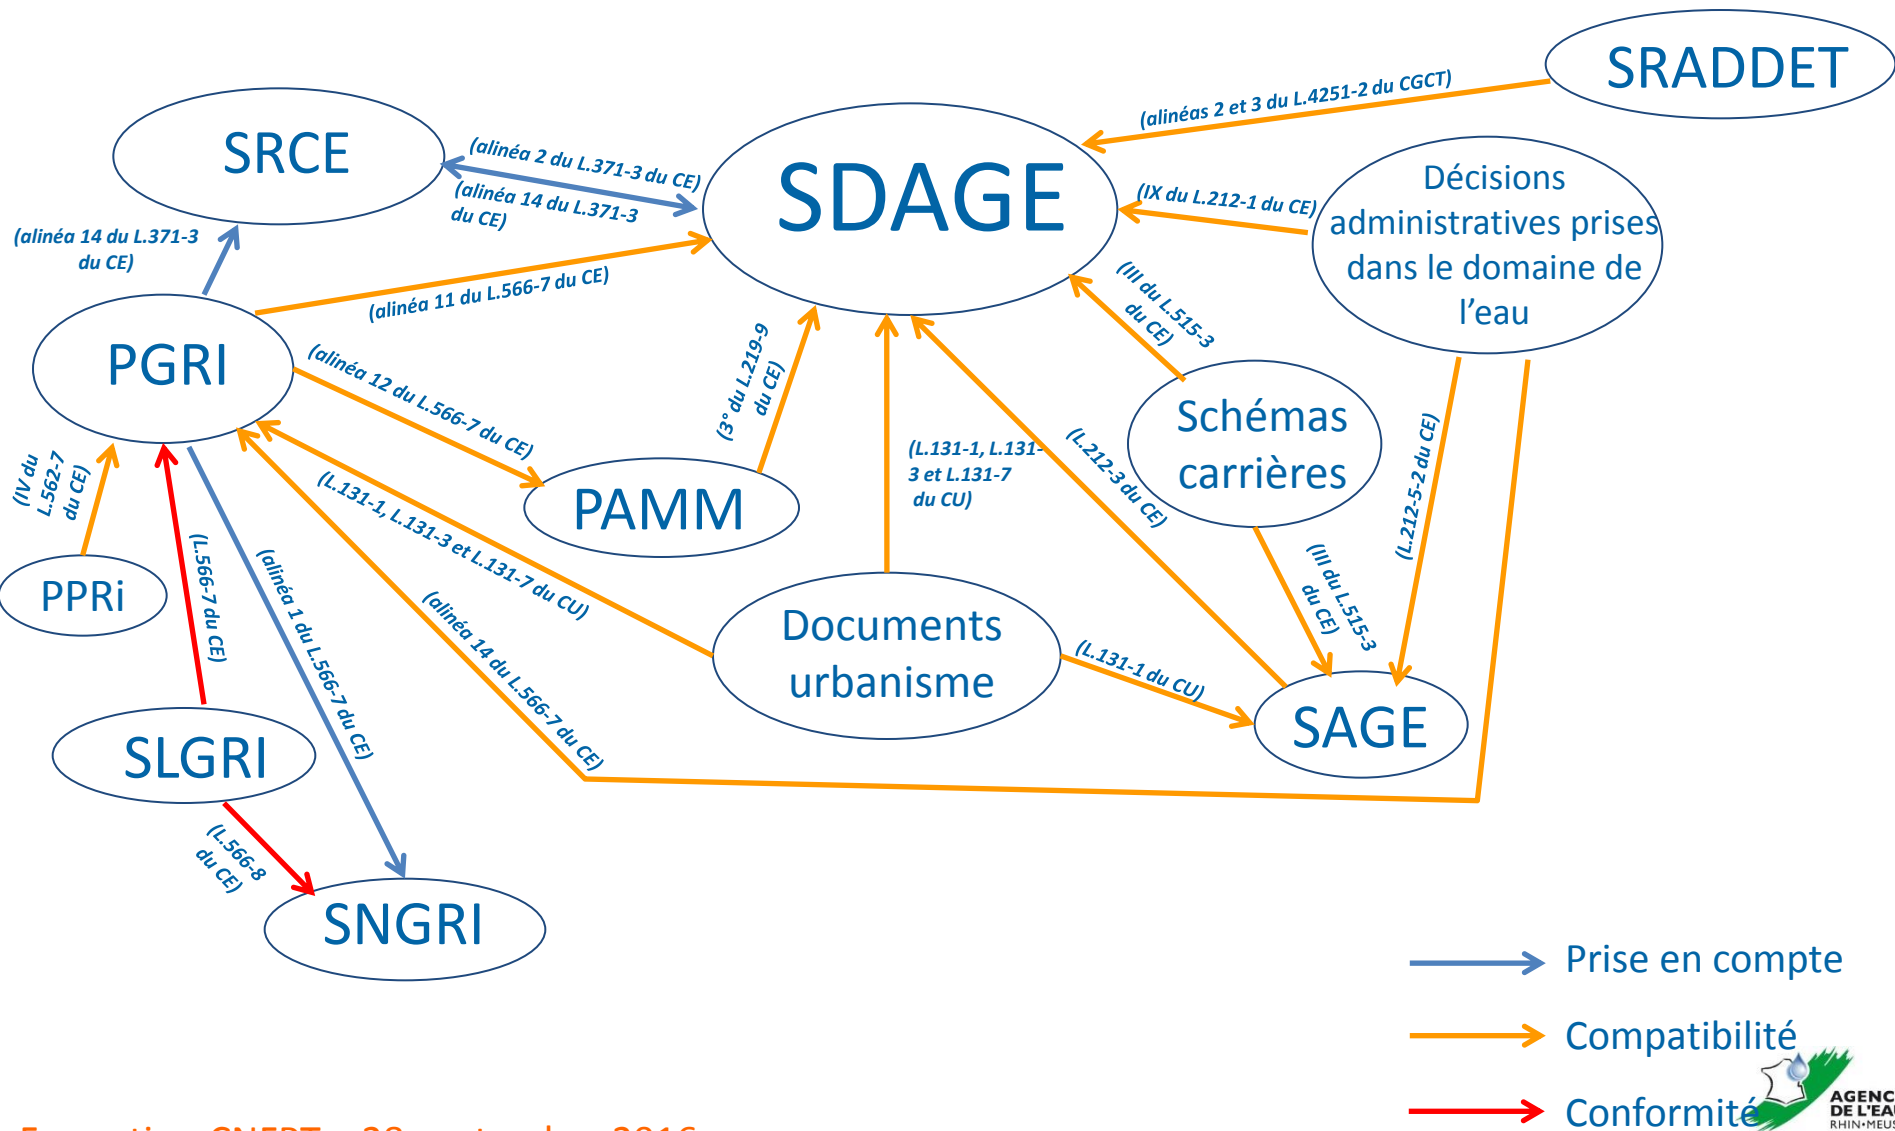 SRADDET
(alinéas 2 et 3 du L.4251-2 du CGCT)
SRCE
(alinéa 2 du L.371-3 du CE)
(alinéa 14 du L.371-3
du CE)
SDAGE
(IX du L.212-1 du CE)
Décisions
administratives prises
dans le domaine de
l’eau
(alinéa 14 du L.371-3
du CE)
(alinéa 11 du L.566-7 du CE)
(III du L.515-3
du CE)
PGRI
(alinéa 12 du L.566-7 du CE)
(3° du L.219-9
du CE)
Schémas
carrières
(L.131-1, L.131-
3 et L.131-7
du CU)
(L.212-3 du CE)
(L.212-5-2 du CE)
(IV du
L.562-7
du CE)
(L.131-1, L.131-3 et L.131-7 du CU)
PAMM
PPRi
(L.566-7 du CE)
(alinéa 1 du L.566-7 du CE)
(alinéa 14 du L.566-7 du CE)
Documents
urbanisme
(L.131-1 du CU)
(III du L.515-3
du CE)
SAGE
SLGRI
(L.566-8
du CE)
SNGRI
Prise en compte
Compatibilité
Conformité
AGENC
DE L'EAU
RHIN•MEUS